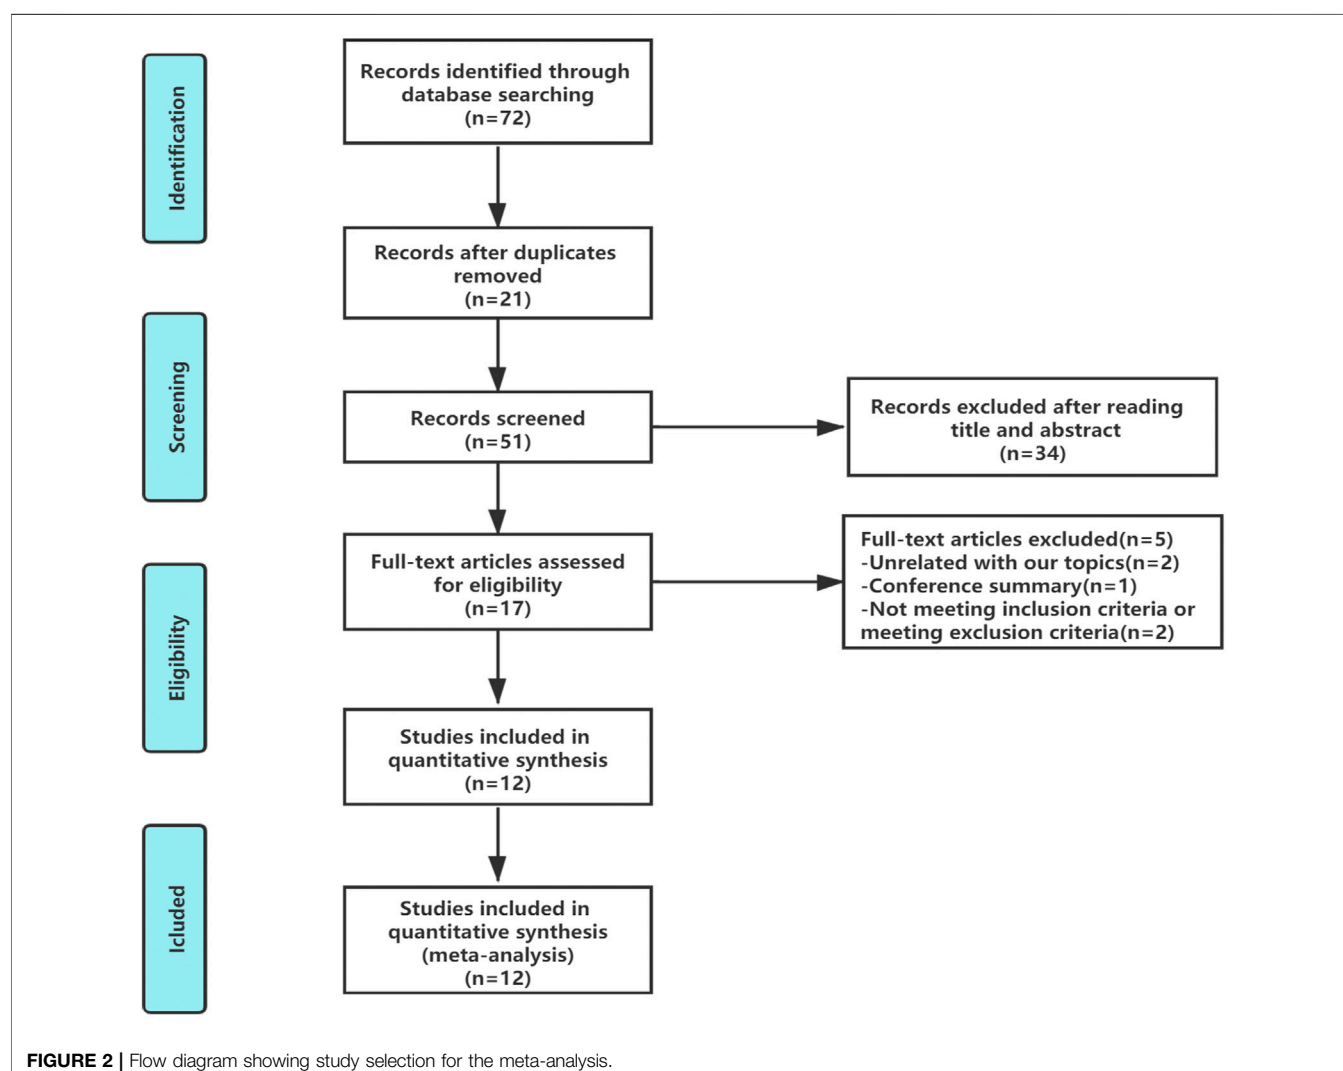 Identification
Records identified through
database searching
(n=72)
Records after duplicates
removed
(n=21)
Screening
Records screened
(n=51)
Records excluded after reading
title and abstract
(n=34)
Eligibility
Full-text articles assessed
for eligibility
(n=17)
Full-text articles excluded(n=5)
-Unrelated with our topics(n=2)
-Conference summary(n=1)
-Not meeting inclusion criteria or
meeting exclusion criteria(n=2)
Studies included in
quantitative synthesis
(n=12)
Icluded
Studies included in
quantitative synthesis
(meta-analysis)
(n=12)
FIGURE 2 | Flow diagram showing study selection for the meta-analysis.